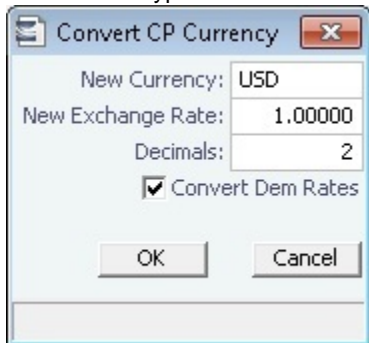 Convert CP Currency
New Currency: USD
New Exchange Rate: 1.00000
Decimals: 2
Convert Dem Rates
OK Cancel